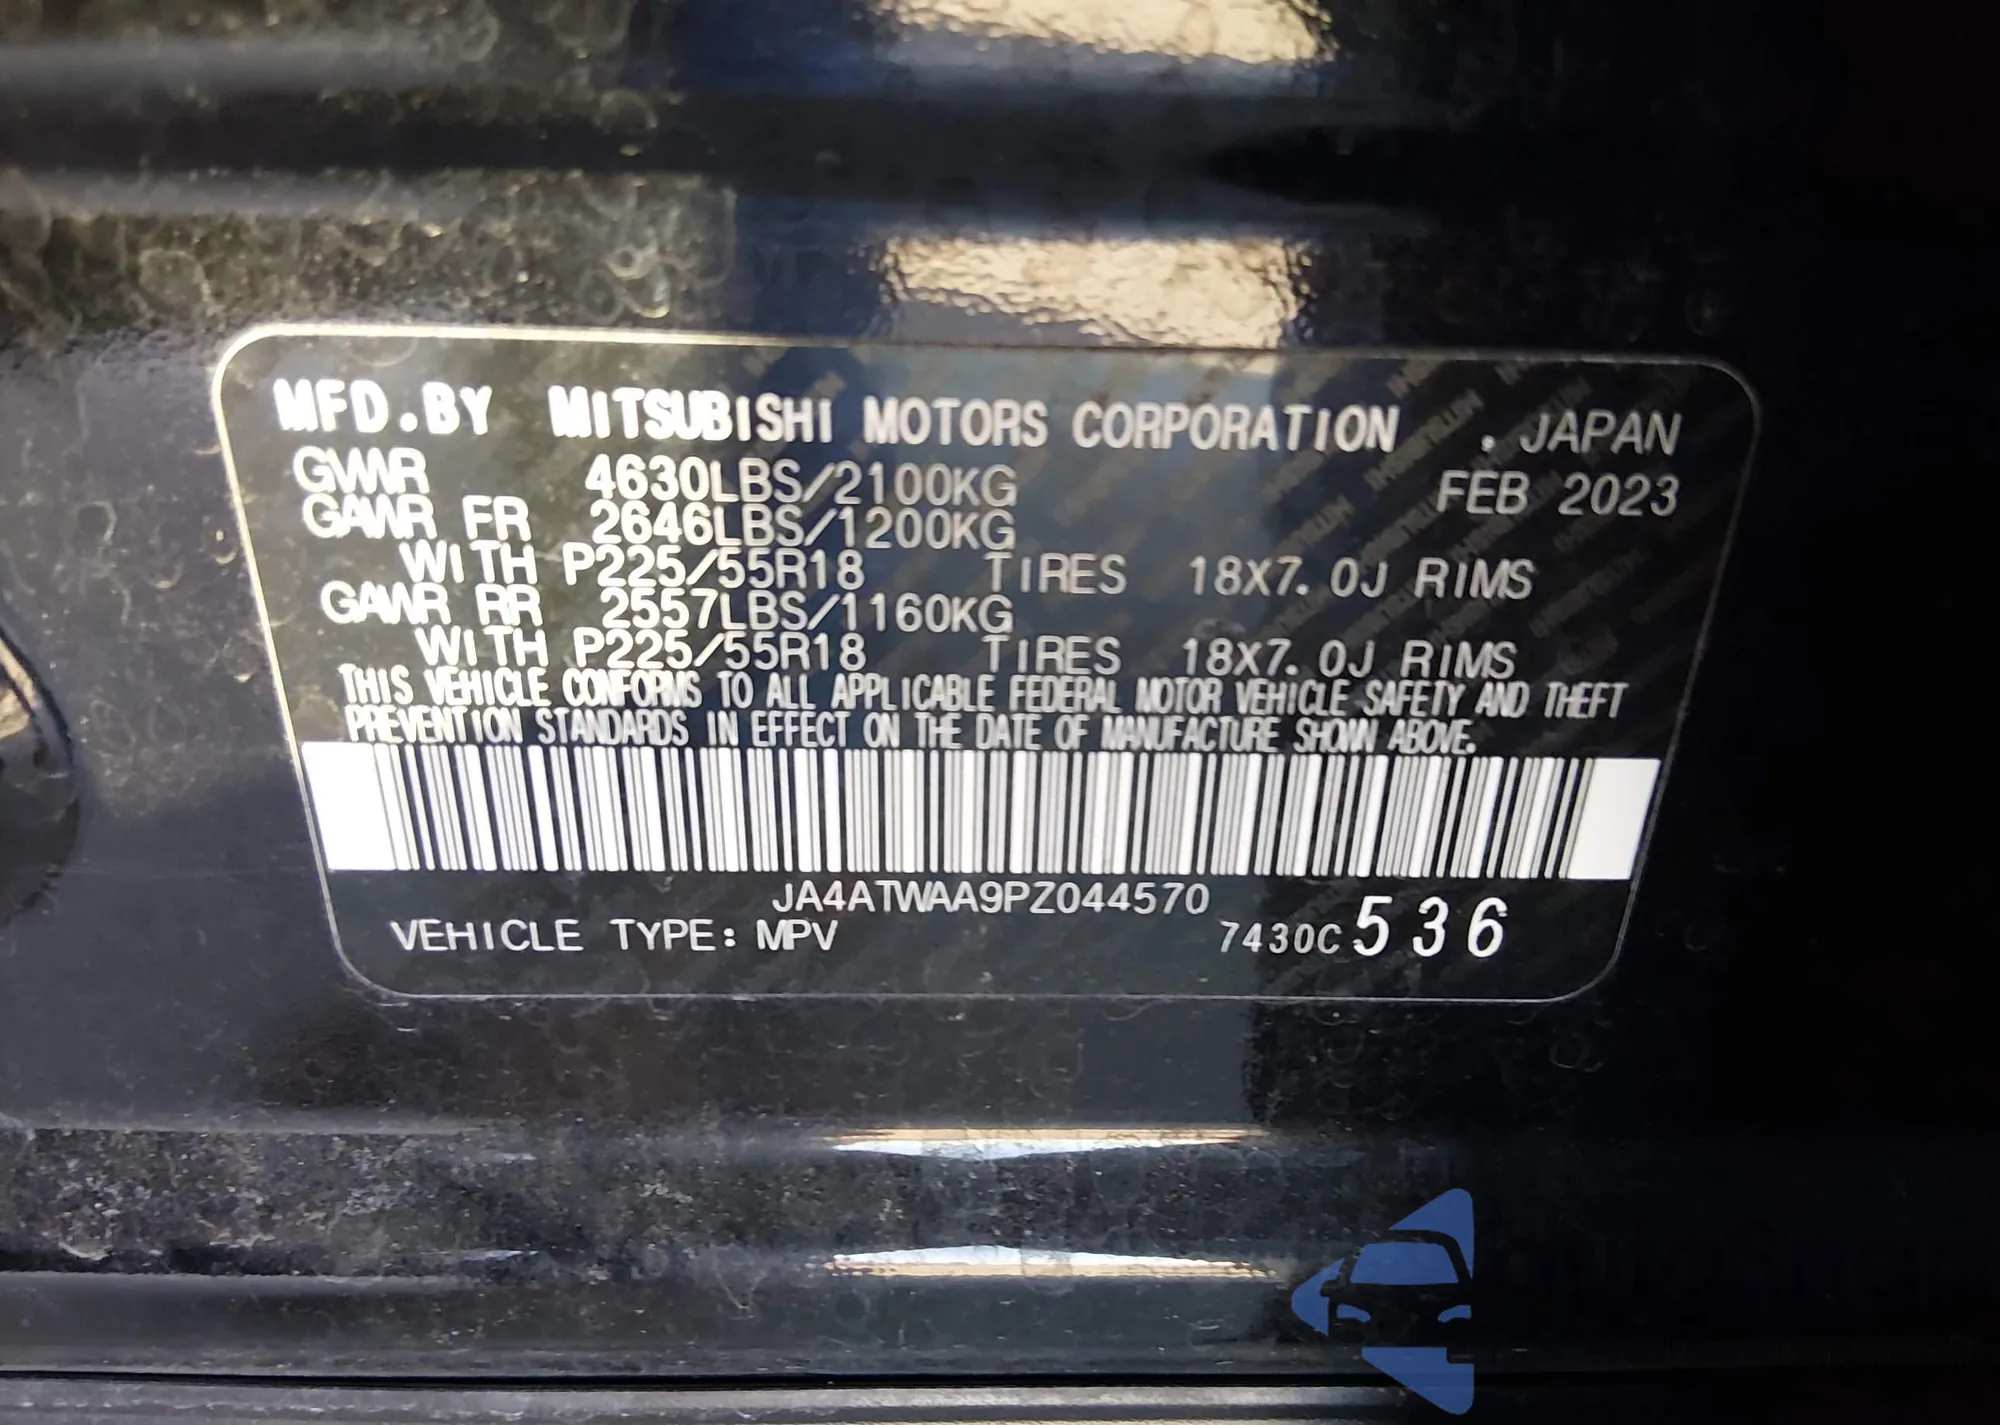 MFD.BY MITSUBISHI MOTORS CORPORATION , JAPAN
GVWR 4630LBS/2100KG FEB 2023
GAWR FR 2646LBS/1200KG
WITH P225/55R18 TIRES 18X7.0J RIMS
GAWR RR 2557LBS/1160KG
WITH P225/55R18 TIRES 18X7.0J RIMS
THIS VEHICLE CONFORMS TO ALL APPLICABLE FEDERAL MOTOR VEHICLE SAFETY AND THEFT
PREVENTION STANDARDS IN EFFECT ON THE DATE OF MANUFACTURE SHOWN ABOVE.
JA4ATWAA9PZ044570
VEHICLE TYPE: MPV 7430C 536